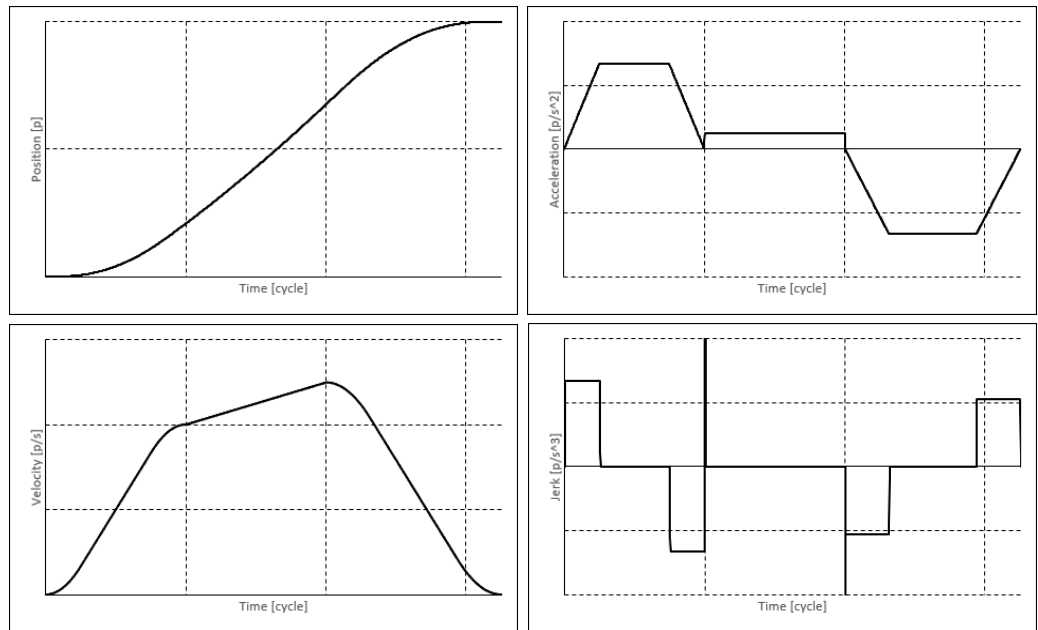 Position [p]
Time [cycle]
Acceleration [p/s^2]
Time [cycle]
Velocity [p/s]
Time [cycle]
Jerk [p/s^3]
Time [cycle]